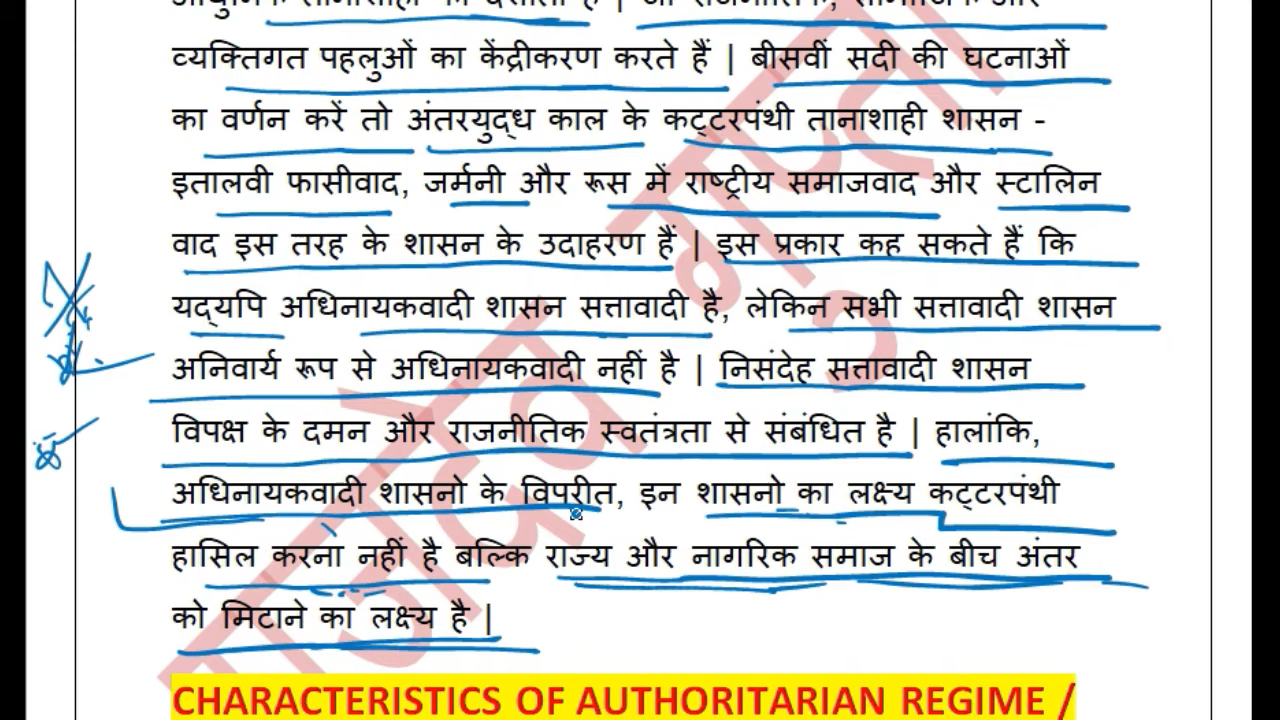 व्यक्तिगत पहलुओं का केंद्रीकरण करते हैं | बीसवीं सदी की घटनाओं
का वर्णन करें तो अंतरयुद्ध काल के कट्टरपंथी तानाशाही शासन -
इतालवी फासीवाद, जर्मनी और रूस में राष्ट्रीय समाजवाद और स्टालिन
वाद इस तरह के शासन के उदाहरण हैं | इस प्रकार कह सकते हैं कि
यद्यपि अधिनायकवादी शासन सत्तावादी है, लेकिन सभी सत्तावादी शासन
अनिवार्य रूप से अधिनायकवादी नहीं है | निसंदेह सत्तावादी शासन
विपक्ष के दमन और राजनीतिक स्वतंत्रता से संबंधित है | हालांकि,
अधिनायकवादी शासनो के विपरीत, इन शासनो का लक्ष्य कट्टरपंथी
हासिल करना नहीं है बल्कि राज्य और नागरिक समाज के बीच अंतर
को मिटाने का लक्ष्य है |
CHARACTERISTICS OF AUTHORITARIAN REGIME /